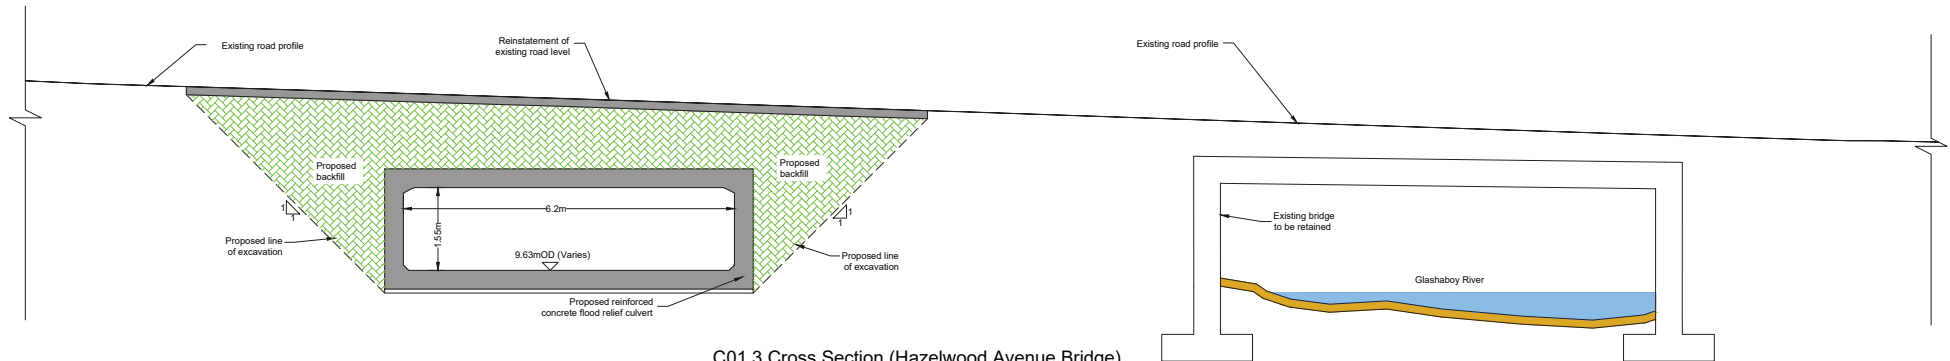 Existing road profile
Reinstatement of
existing road level
Existing road profile
Proposed
backfill
Proposed
backfill
6.2m
1.55m
1
1
1
1
9.63mOD (Varies)
Proposed line
of excavation
Proposed line
of excavation
Existing bridge
to be retained
Glashaboy River
Proposed reinforced
concrete flood relief culvert
C01.3 Cross Section (Hazelwood Avenue Bridge)